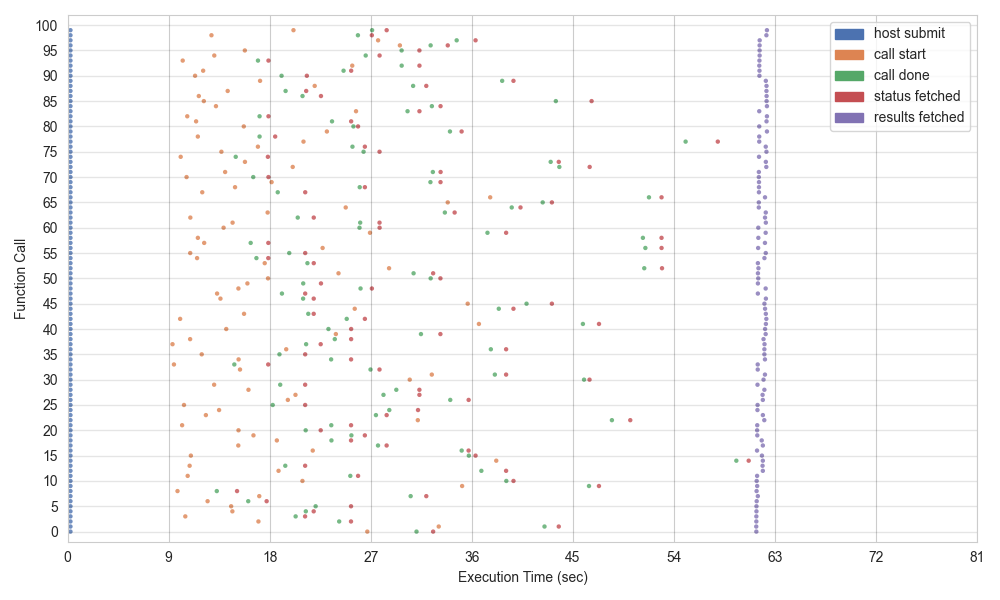 100
95
90
85
80
75
70
65
60
55
50
45
40
35
30
25
20
15
10
5
0
Function Call
0 9 18 27 36 45 54 63 72 81
Execution Time (sec)
host submit
call start
call done
status fetched
results fetched